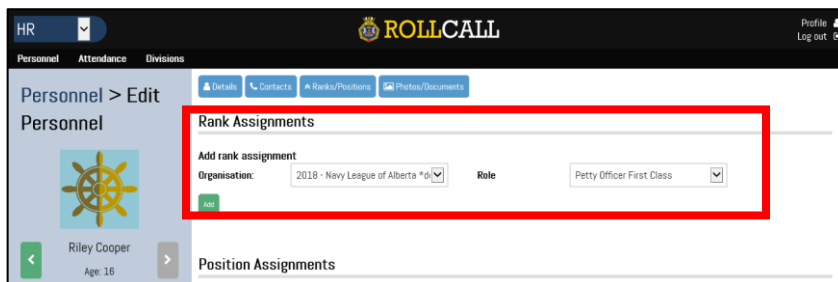 HR
ROLLCALL
Profile
Log out
Personnel Attendance Divisions
Personnel > Edit
Personnel
Details Contacts Ranks/Positions Photos/Documents
Rank Assignments
Add rank assignment
Organisation: 2018 - Navy League of Alberta *d Role Petty Officer First Class
Add
Riley Cooper
Age: 16
Position Assignments